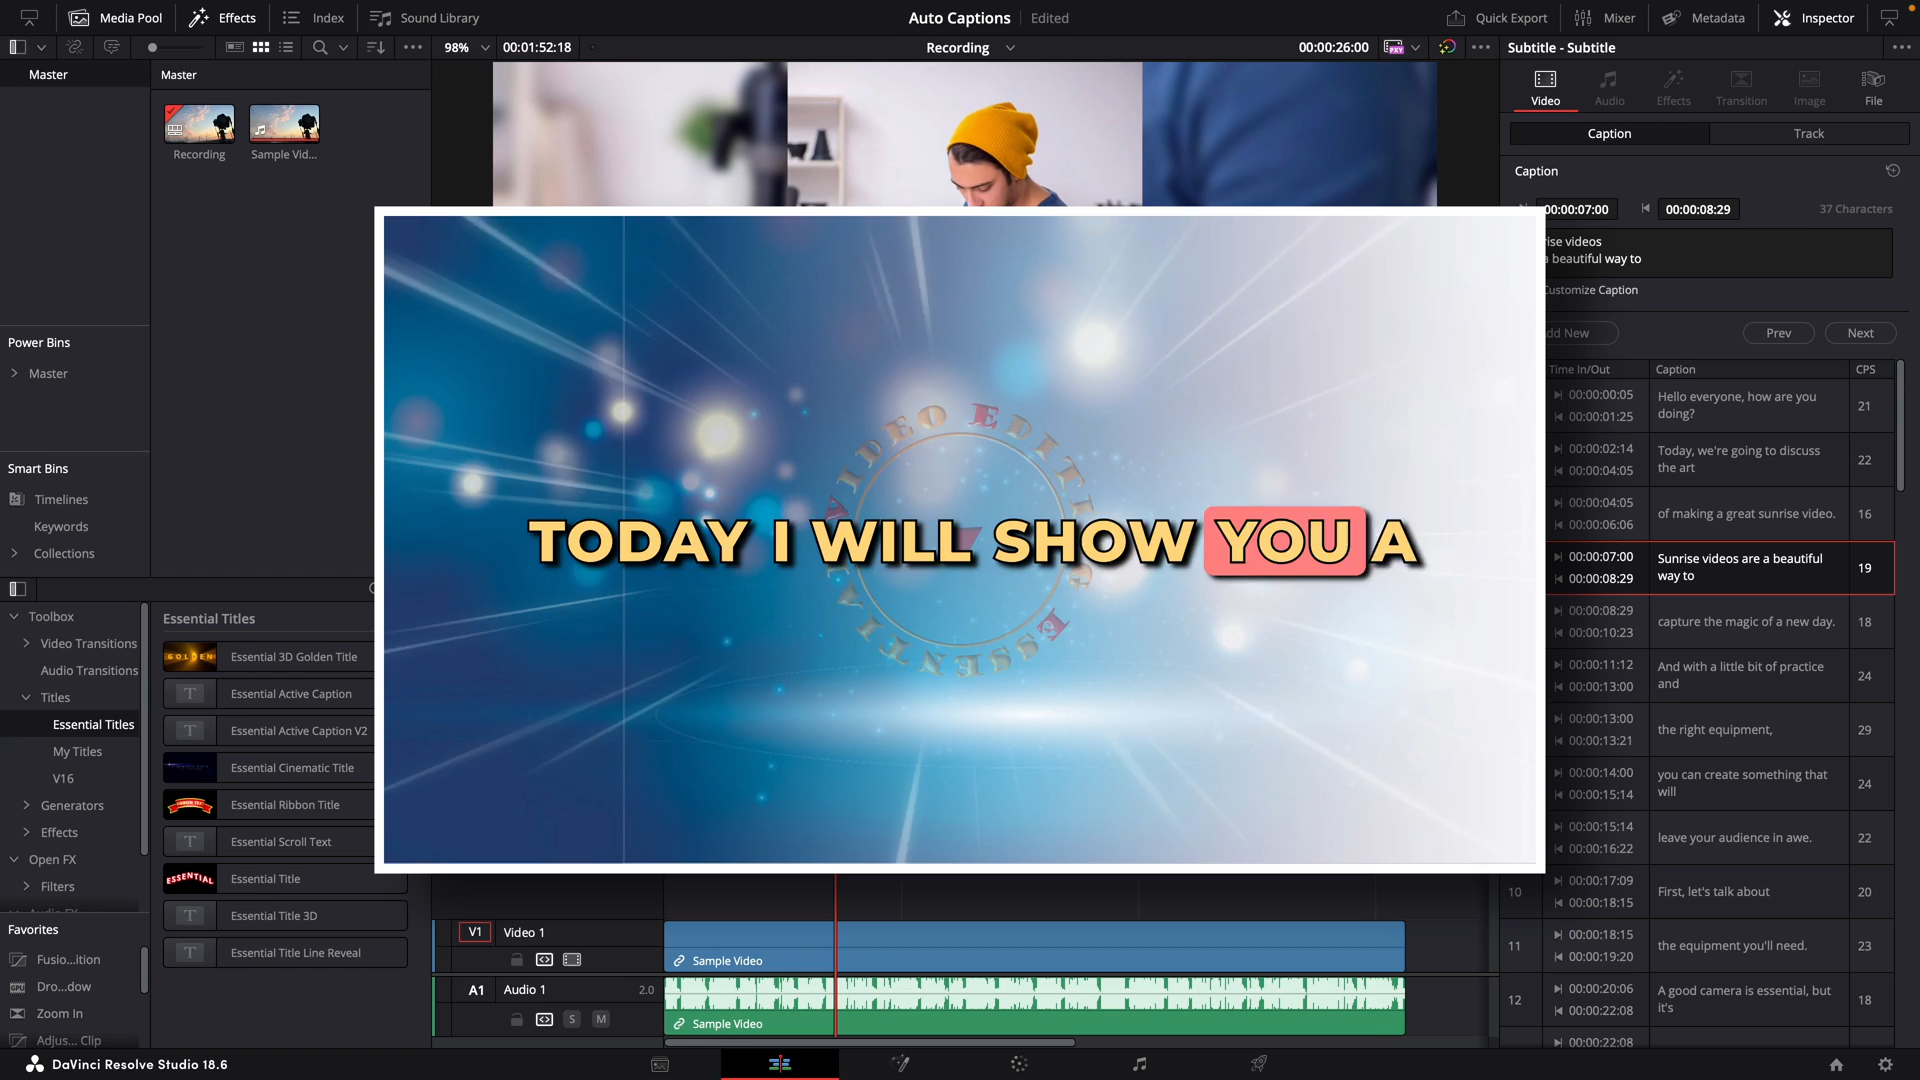 Media Pool
Effects
Index
Sound Library
Auto Captions
Edited
Quick Export
Mixer
Metadata
Inspector
98%
00:01:52:18
Recording
00:00:26:00
PXY
Subtitle - Subtitle
Master
Master
Recording
Sample Vid...
Video
Audio
Effects
Transition
Image
File
Caption
Track
Caption
00:00:07:00
00:00:08:29
37 Characters
ise videos
a beautiful way to
Customize Caption
dd New
Prev
Next
Power Bins
Master
Smart Bins
Timelines
Keywords
Collections
VIDEO EDITING
ESSENTIAL
TODAY I WILL SHOW YOU A
Time In/Out
Caption
CPS
00:00:00:05
00:00:01:25
Hello everyone, how are you
doing?
21
00:00:02:14
00:00:04:05
Today, we're going to discuss
the art
22
00:00:04:05
00:00:06:06
of making a great sunrise video.
16
00:00:07:00
00:00:08:29
Sunrise videos are a beautiful
way to
19
00:00:08:29
00:00:10:23
capture the magic of a new day.
18
00:00:11:12
00:00:13:00
And with a little bit of practice
and
24
00:00:13:00
00:00:13:21
the right equipment,
29
00:00:14:00
00:00:15:14
you can create something that
will
24
00:00:15:14
00:00:16:22
leave your audience in awe.
22
10
00:00:17:09
00:00:18:15
First, let's talk about
20
11
00:00:18:15
00:00:19:20
the equipment you'll need.
23
12
00:00:20:06
00:00:22:08
A good camera is essential, but
it's
18
00:00:22:08
Toolbox
Video Transitions
Audio Transitions
Titles
Essential Titles
My Titles
V16
Generators
Effects
Open FX
Filters
Favorites
Fusio...ition
Dro...dow
Zoom In
Adjus... Clip
Essential Titles
GOLDEN
Essential 3D Golden Title
T
Essential Active Caption
T
Essential Active Caption V2
Essential Cinematic Title
Essential Ribbon Title
T
Essential Scroll Text
ESSENTIAL
Essential Title
T
Essential Title 3D
T
Essential Title Line Reveal
V1
Video 1
Sample Video
A1
Audio 1
2.0
S
M
Sample Video
DaVinci Resolve Studio 18.6